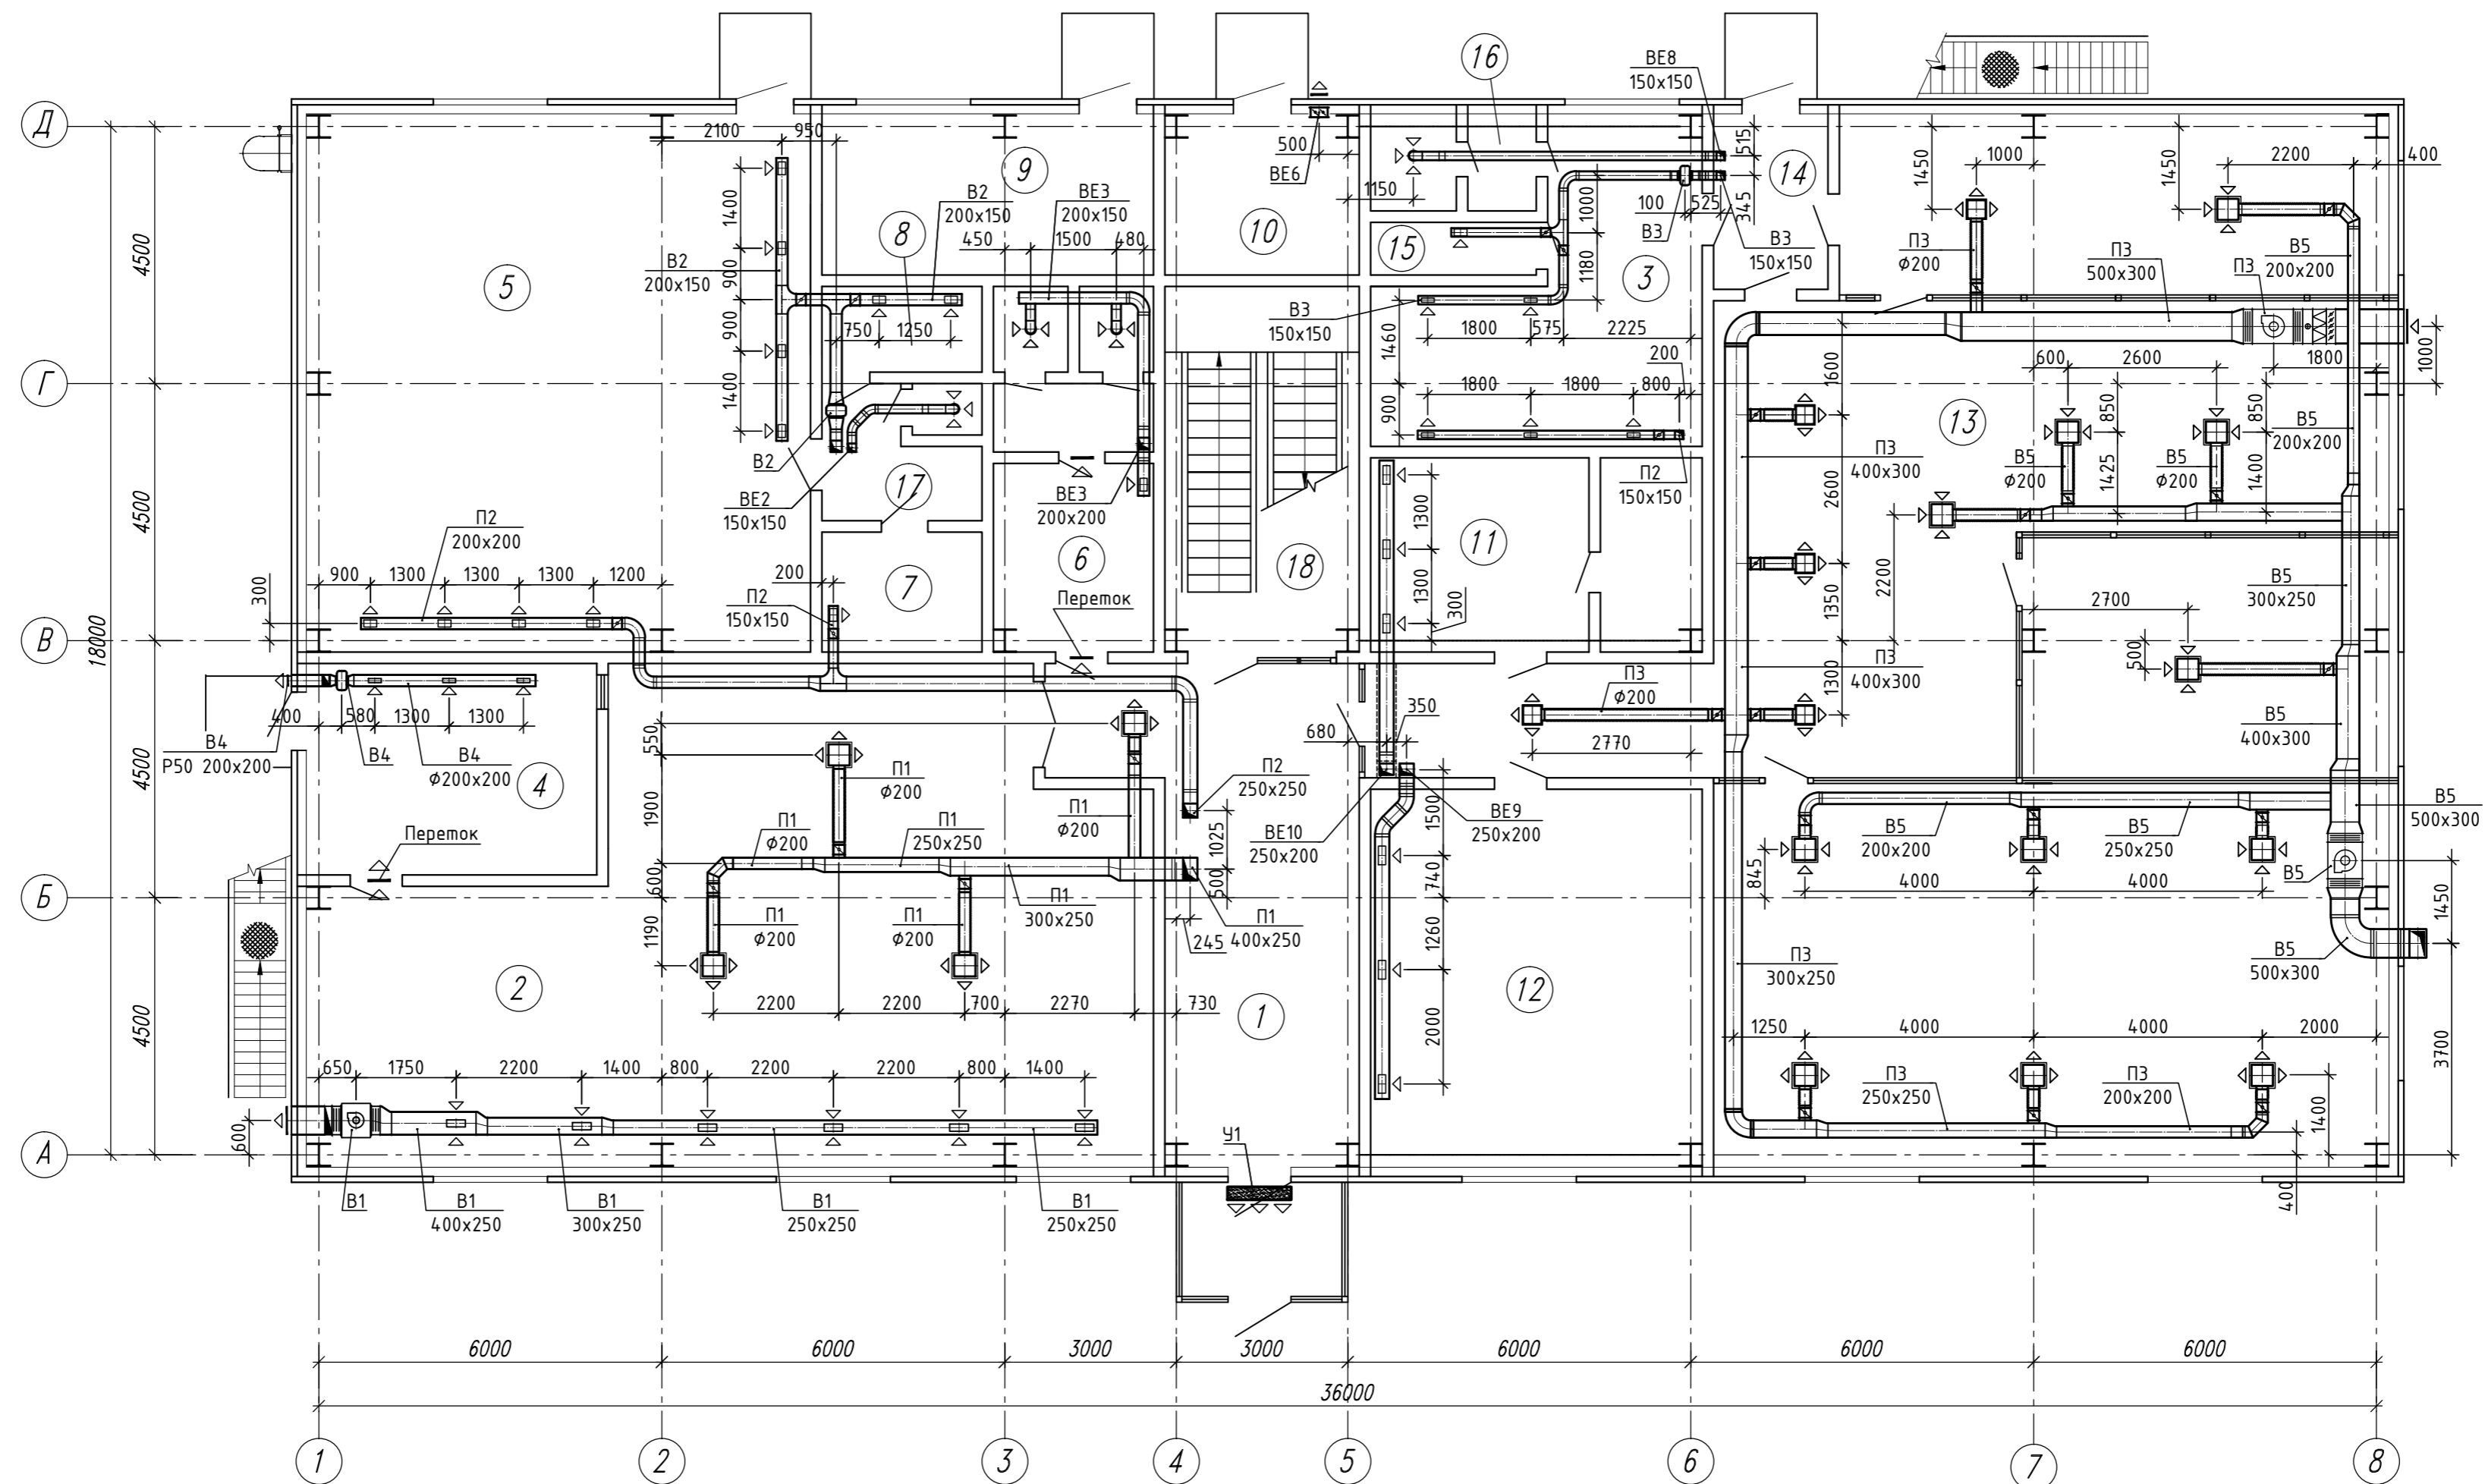 16
ВЕ8
150х150
Д
2100
950
500
ВЕ6
1150
515
14
1450
1000
1450
2200
400
9
В2
200х150
ВЕ3
200х150
8
450
1500
480
10
1400
900
900
1400
В2
200х150
5
4500
15
1000
1180
100
525
345
В3
В3
150х150
3
П3
ф200
П3
500х300
П3
В5
200х200
750
1250
В3
150х150
1800
575
2225
1460
200
1600
600
2600
1800
1000
Г
1800
1800
800
900
13
850
850
В5
200х200
В2
ВЕ2
150х150
17
ВЕ3
200х200
П2
150х150
П3
400х300
В5
ф200
1425
В5
ф200
1400
2600
4500
П2
200х200
1300
11
1300
300
6
18
7
2200
В5
300х250
900
1300
1300
1300
1200
300
200
П2
150х150
Переток
1350
2700
18000
В
500
1300
П3
400х300
П3
ф200
350
680
2770
В5
400х300
400
580
1300
1300
В4
Р50 200х200
В4
В4
ф200х200
4
550
1900
П1
ф200
П1
ф200
П1
250х250
П1
ф200
П2
250х250
1025
ВЕ10
250х200
ВЕ9
250х200
1500
740
4500
Переток
В5
200х200
В5
250х250
В5
500х300
В5
845
4000
4000
Б
600
1190
П1
ф200
П1
ф200
П1
300х250
500
245
П1
400х250
1260
2000
12
П3
300х250
В5
500х300
1450
2
2200
2200
700
2270
730
1
4500
1250
4000
4000
2000
3700
650
1750
2200
1400
800
2200
2200
800
1400
П3
250х250
П3
200х200
1400
600
А
У1
400
В1
В1
400х250
В1
300х250
В1
250х250
В1
250х250
6000
6000
3000
3000
6000
6000
6000
36000
1
2
3
4
5
6
7
8